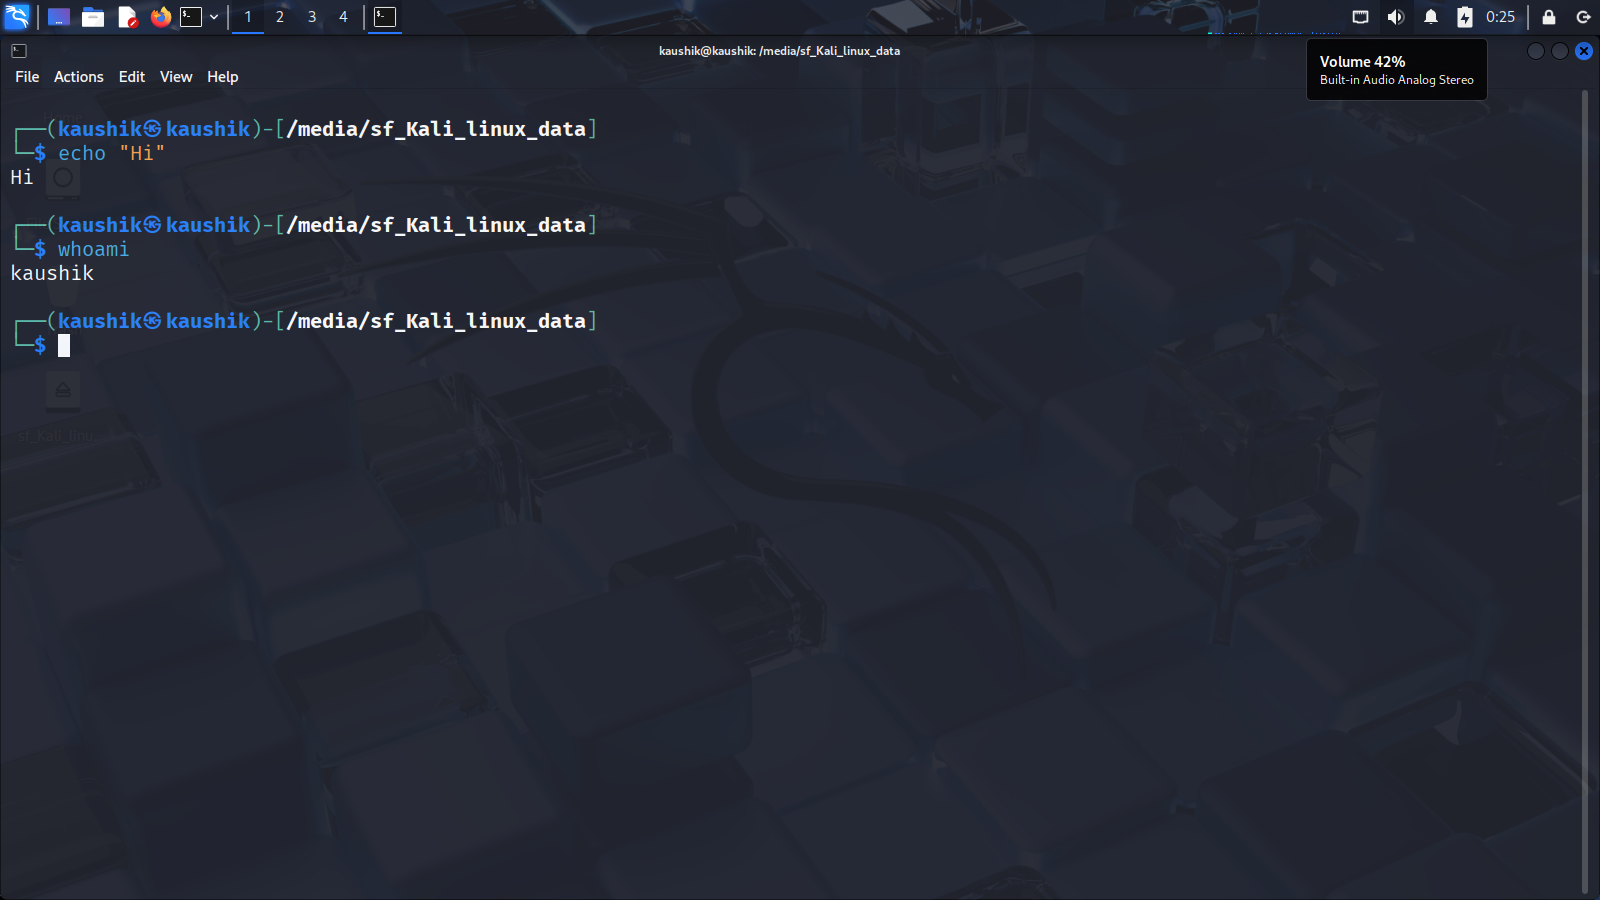 1 2 3 4
0:25
kaushik@kaushik: /media/sf_Kali_linux_data
Volume 42%
Built-in Audio Analog Stereo
File Actions Edit View Help
┌──(kaushik㉿kaushik)-[/media/sf_Kali_linux_data]
└─$ echo "Hi"
Hi
┌──(kaushik㉿kaushik)-[/media/sf_Kali_linux_data]
└─$ whoami
kaushik
┌──(kaushik㉿kaushik)-[/media/sf_Kali_linux_data]
└─$
sf_Kali_linu